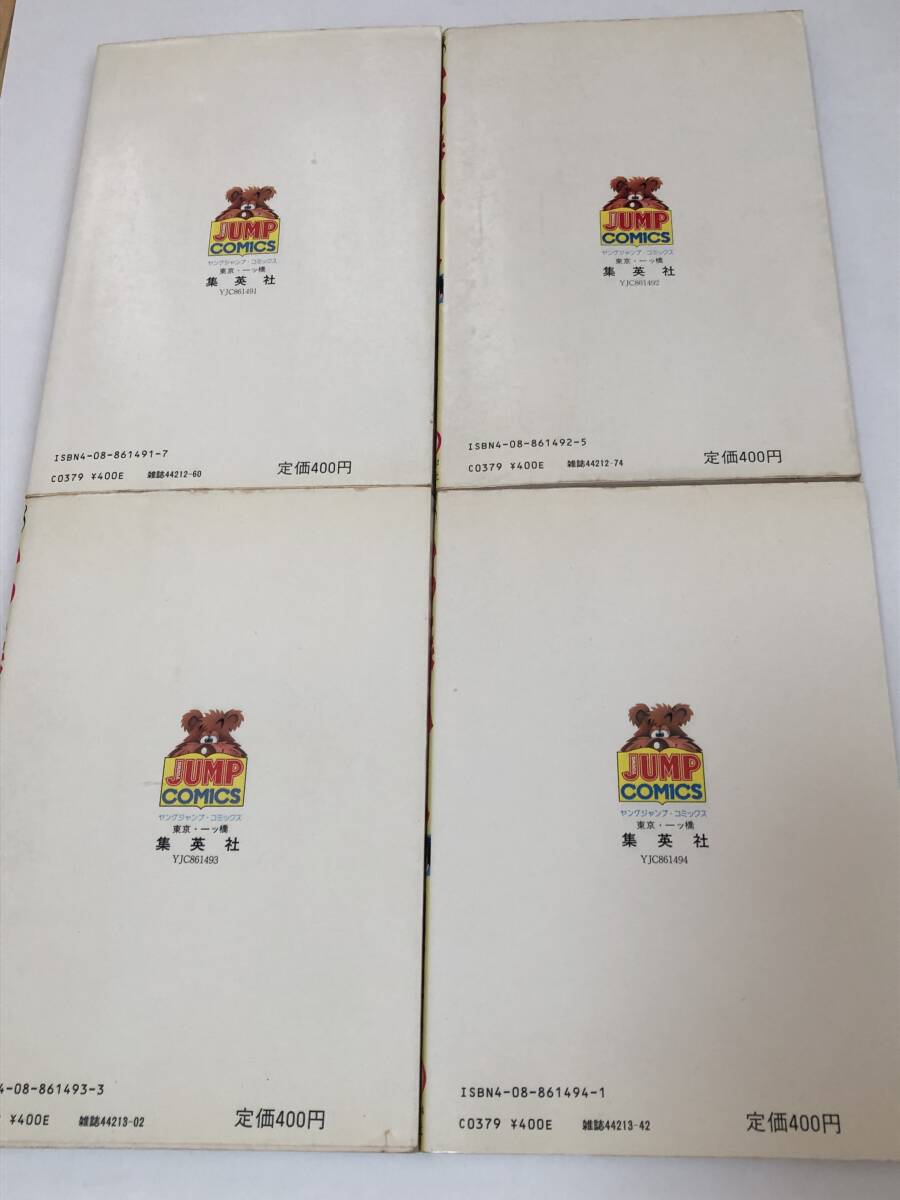 JUMP
COMICS
ヤングジャンプ・コミックス
東京・一ッ橋
集英社
YJC861491
ISBN4-08-861491-7
C0379 ¥400E 雑誌44212-60 定価400円
JUMP
COMICS
ヤングジャンプ・コミックス
東京・一ッ橋
集英社
YJC861492
ISBN4-08-861492-5
C0379 ¥400E 雑誌44212-74 定価400円
JUMP
COMICS
ヤングジャンプ・コミックス
東京・一ッ橋
集英社
YJC861493
4-08-861493-3
¥400E 雑誌44213-02 定価400円
JUMP
COMICS
ヤングジャンプ・コミックス
東京・一ッ橋
集英社
YJC861494
ISBN4-08-861494-1
C0379 ¥400E 雑誌44213-42 定価400円